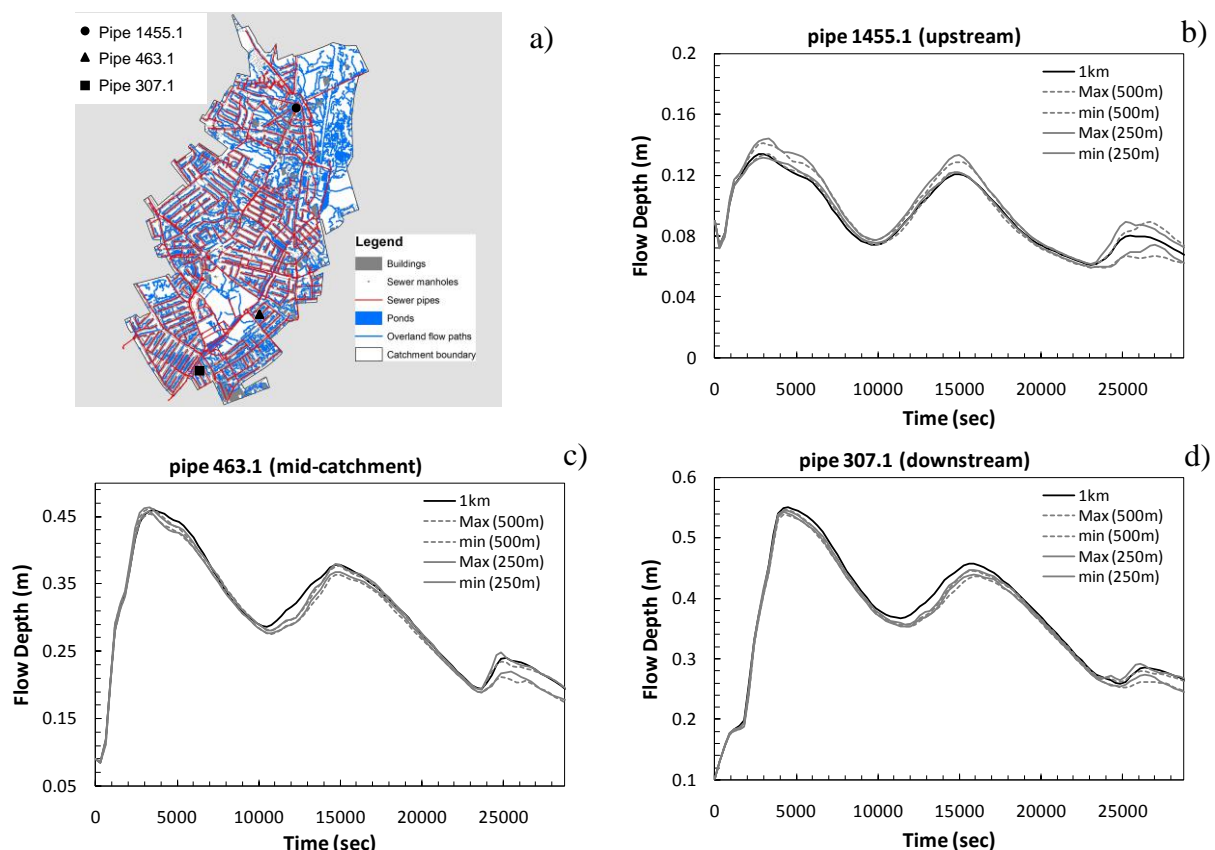 a)
Pipe 1455.1
Pipe 463.1
Pipe 307.1
Legend
Buildings
Sewer manholes
Sewer pipes
Ponds
Overland flow paths
Catchment boundary
b)
pipe 1455.1 (upstream)
0.2
0.16
0.12
0.08
0.04
0
Flow Depth (m)
1km
Max (500m)
min (500m)
Max (250m)
min (250m)
0 5000 10000 15000 20000 25000
Time (sec)
c)
pipe 463.1 (mid-catchment)
0.45
0.35
0.25
0.15
0.05
Flow Depth (m)
1km
Max (500m)
min (500m)
Max (250m)
min (250m)
0 5000 10000 15000 20000 25000
Time (sec)
d)
pipe 307.1 (downstream)
0.6
0.5
0.4
0.3
0.2
0.1
Flow Depth (m)
1km
Max (500m)
min (500m)
Max (250m)
min (250m)
0 5000 10000 15000 20000 25000
Time (sec)